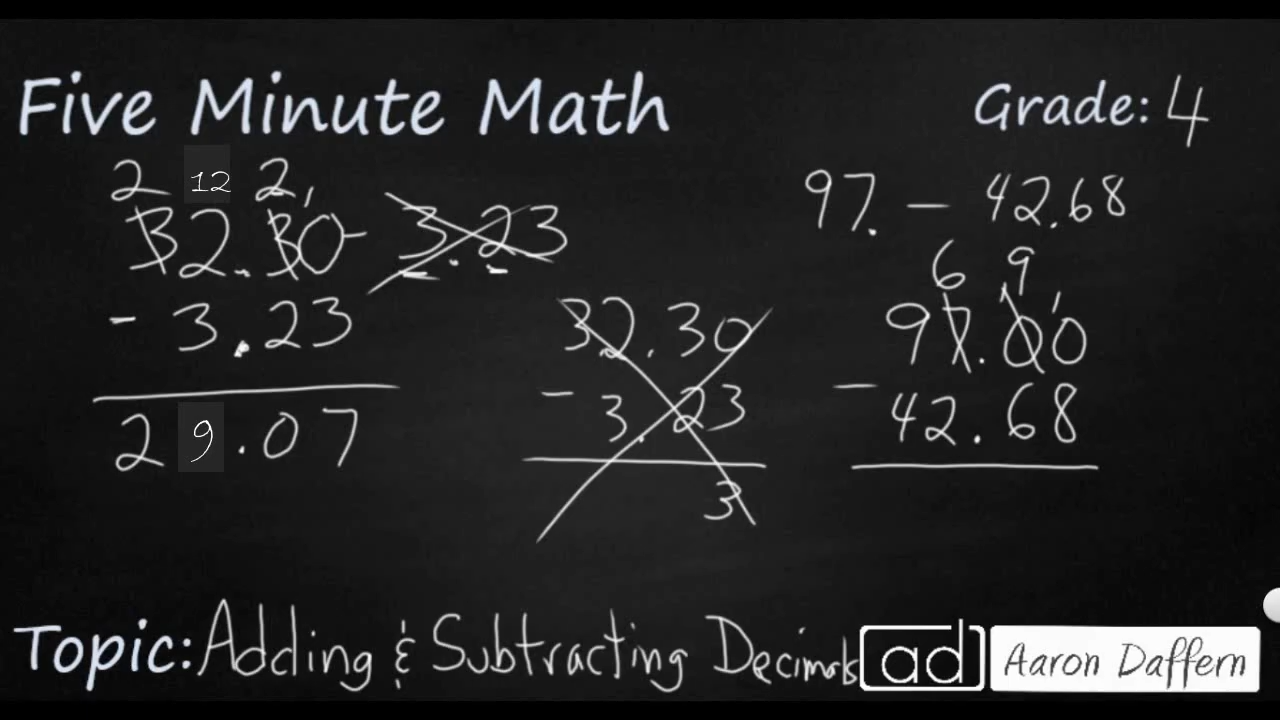 Five Minute Math
Grade: 4
2 12 2,
32.30 - 3.23
- 3.23
29.07
32.30
- 3.23
3
97. - 42.68
6 9,
97.00
- 42.68
Topic: Adding & Subtracting Decimals
ad Aaron Daffern